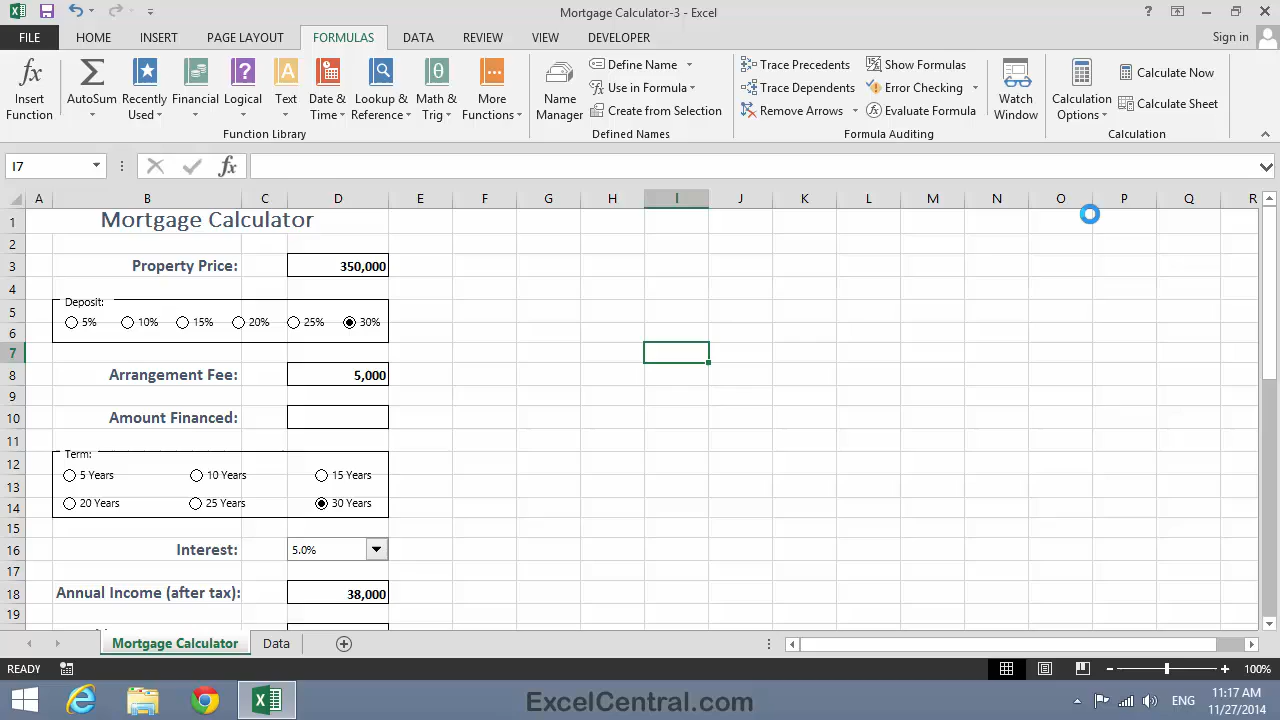 Mortgage Calculator-3 - Excel
FILE HOME INSERT PAGE LAYOUT FORMULAS DATA REVIEW VIEW DEVELOPER Sign in
Insert Function
AutoSum
Recently Used
Financial
Logical
Text
Date & Time
Lookup & Reference
Math & Trig
More Functions
Function Library
Name Manager
Define Name
Use in Formula
Create from Selection
Defined Names
Trace Precedents
Trace Dependents
Remove Arrows
Show Formulas
Error Checking
Evaluate Formula
Formula Auditing
Watch Window
Calculation Options
Calculate Now
Calculate Sheet
Calculation
I7 fx
A B C D E F G H I J K L M N O P Q R
1 Mortgage Calculator
2
3 Property Price: 350,000
4
Deposit:
5 5% 10% 15% 20% 25% 30%
6
7
8 Arrangement Fee: 5,000
9
10 Amount Financed:
11
Term:
12 5 Years 10 Years 15 Years
13
14 20 Years 25 Years 30 Years
15
16 Interest: 5.0%
17
18 Annual Income (after tax): 38,000
19
Mortgage Calculator Data
READY 100%
ExcelCentral.com
ENG
11:17 AM
11/27/2014